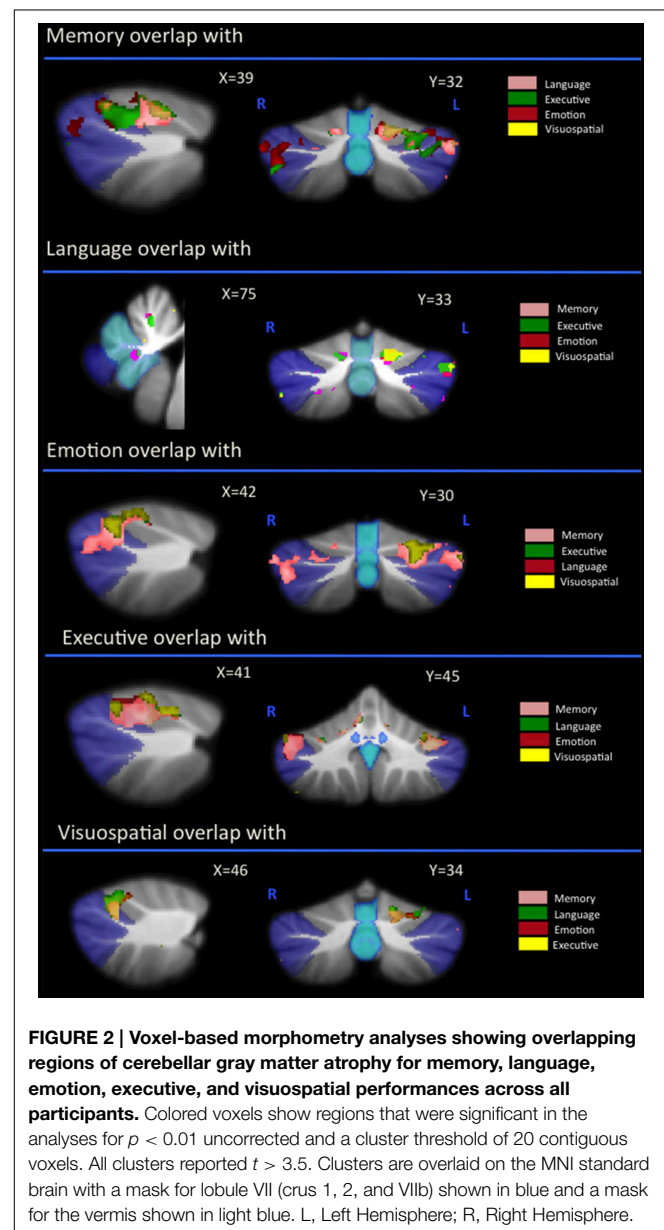 Memory overlap with
X=39
Y=32
R
L
Language
Executive
Emotion
Visuospatial
Language overlap with
X=75
Y=33
R
L
Memory
Executive
Emotion
Visuospatial
Emotion overlap with
X=42
Y=30
R
L
Memory
Executive
Language
Visuospatial
Executive overlap with
X=41
Y=45
R
L
Memory
Language
Emotion
Visuospatial
Visuospatial overlap with
X=46
Y=34
R
L
Memory
Language
Emotion
Executive
FIGURE 2 | Voxel-based morphometry analyses showing overlapping
regions of cerebellar gray matter atrophy for memory, language,
emotion, executive, and visuospatial performances across all
participants. Colored voxels show regions that were significant in the
analyses for p < 0.01 uncorrected and a cluster threshold of 20 contiguous
voxels. All clusters reported t > 3.5. Clusters are overlaid on the MNI standard
brain with a mask for lobule VII (crus 1, 2, and VIIb) shown in blue and a mask
for the vermis shown in light blue. L, Left Hemisphere; R, Right Hemisphere.